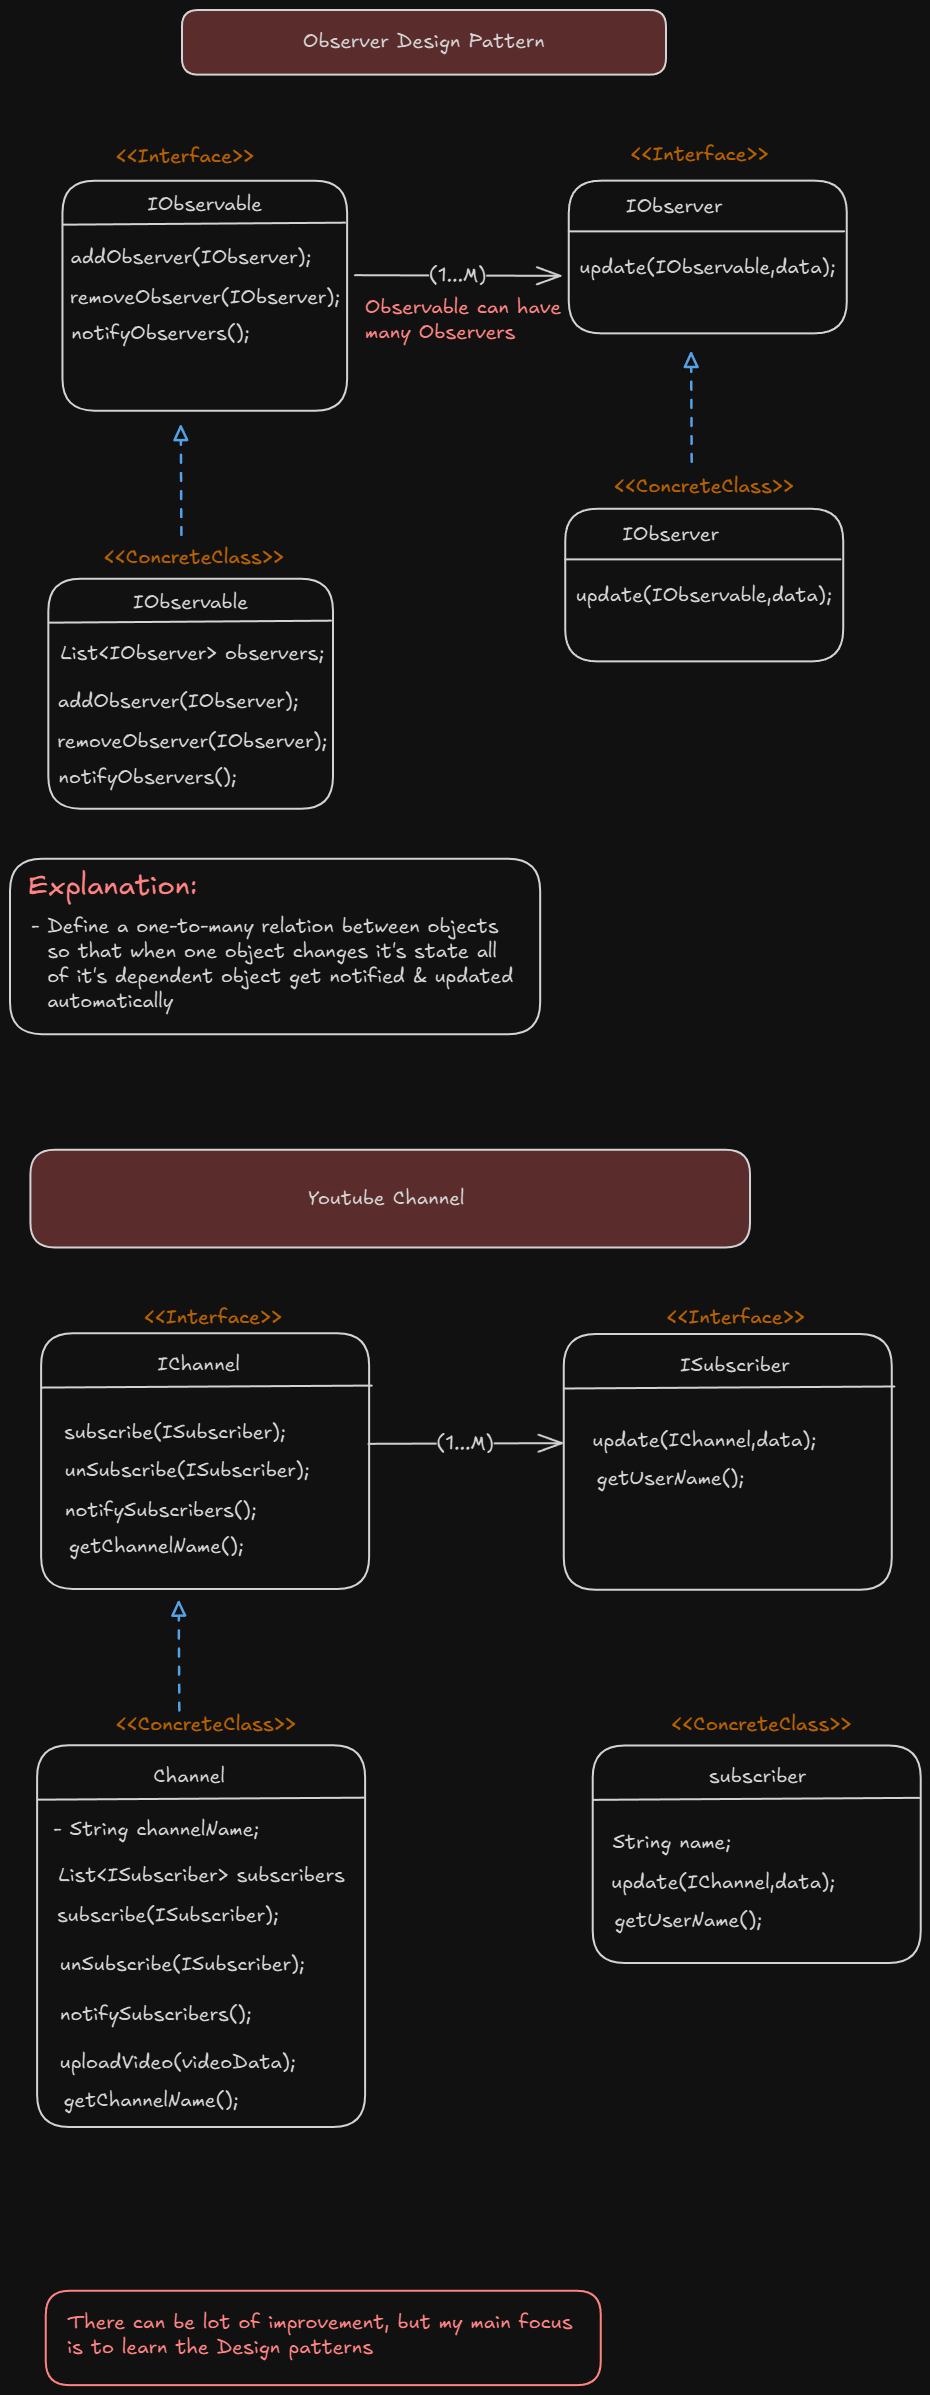 Observer Design Pattern
<<Interface>>
IObservable
addObserver(IObserver);
removeObserver(IObserver);
notifyObservers();
(1...M)
Observable can have
many Observers
<<Interface>>
IObserver
update(IObservable,data);
<<ConcreteClass>>
IObservable
List<IObserver> observers;
addObserver(IObserver);
removeObserver(IObserver);
notifyObservers();
<<ConcreteClass>>
IObserver
update(IObservable,data);
Explanation:
- Define a one-to-many relation between objects
so that when one object changes it's state all
of it's dependent object get notified & updated
automatically
Youtube Channel
<<Interface>>
IChannel
subscribe(ISubscriber);
unSubscribe(ISubscriber);
notifySubscribers();
getChannelName();
(1...M)
<<Interface>>
ISubscriber
update(IChannel,data);
getUserName();
<<ConcreteClass>>
Channel
- String channelName;
List<ISubscriber> subscribers
subscribe(ISubscriber);
unSubscribe(ISubscriber);
notifySubscribers();
uploadVideo(videoData);
getChannelName();
<<ConcreteClass>>
subscriber
String name;
update(IChannel,data);
getUserName();
There can be lot of improvement, but my main focus
is to learn the Design patterns